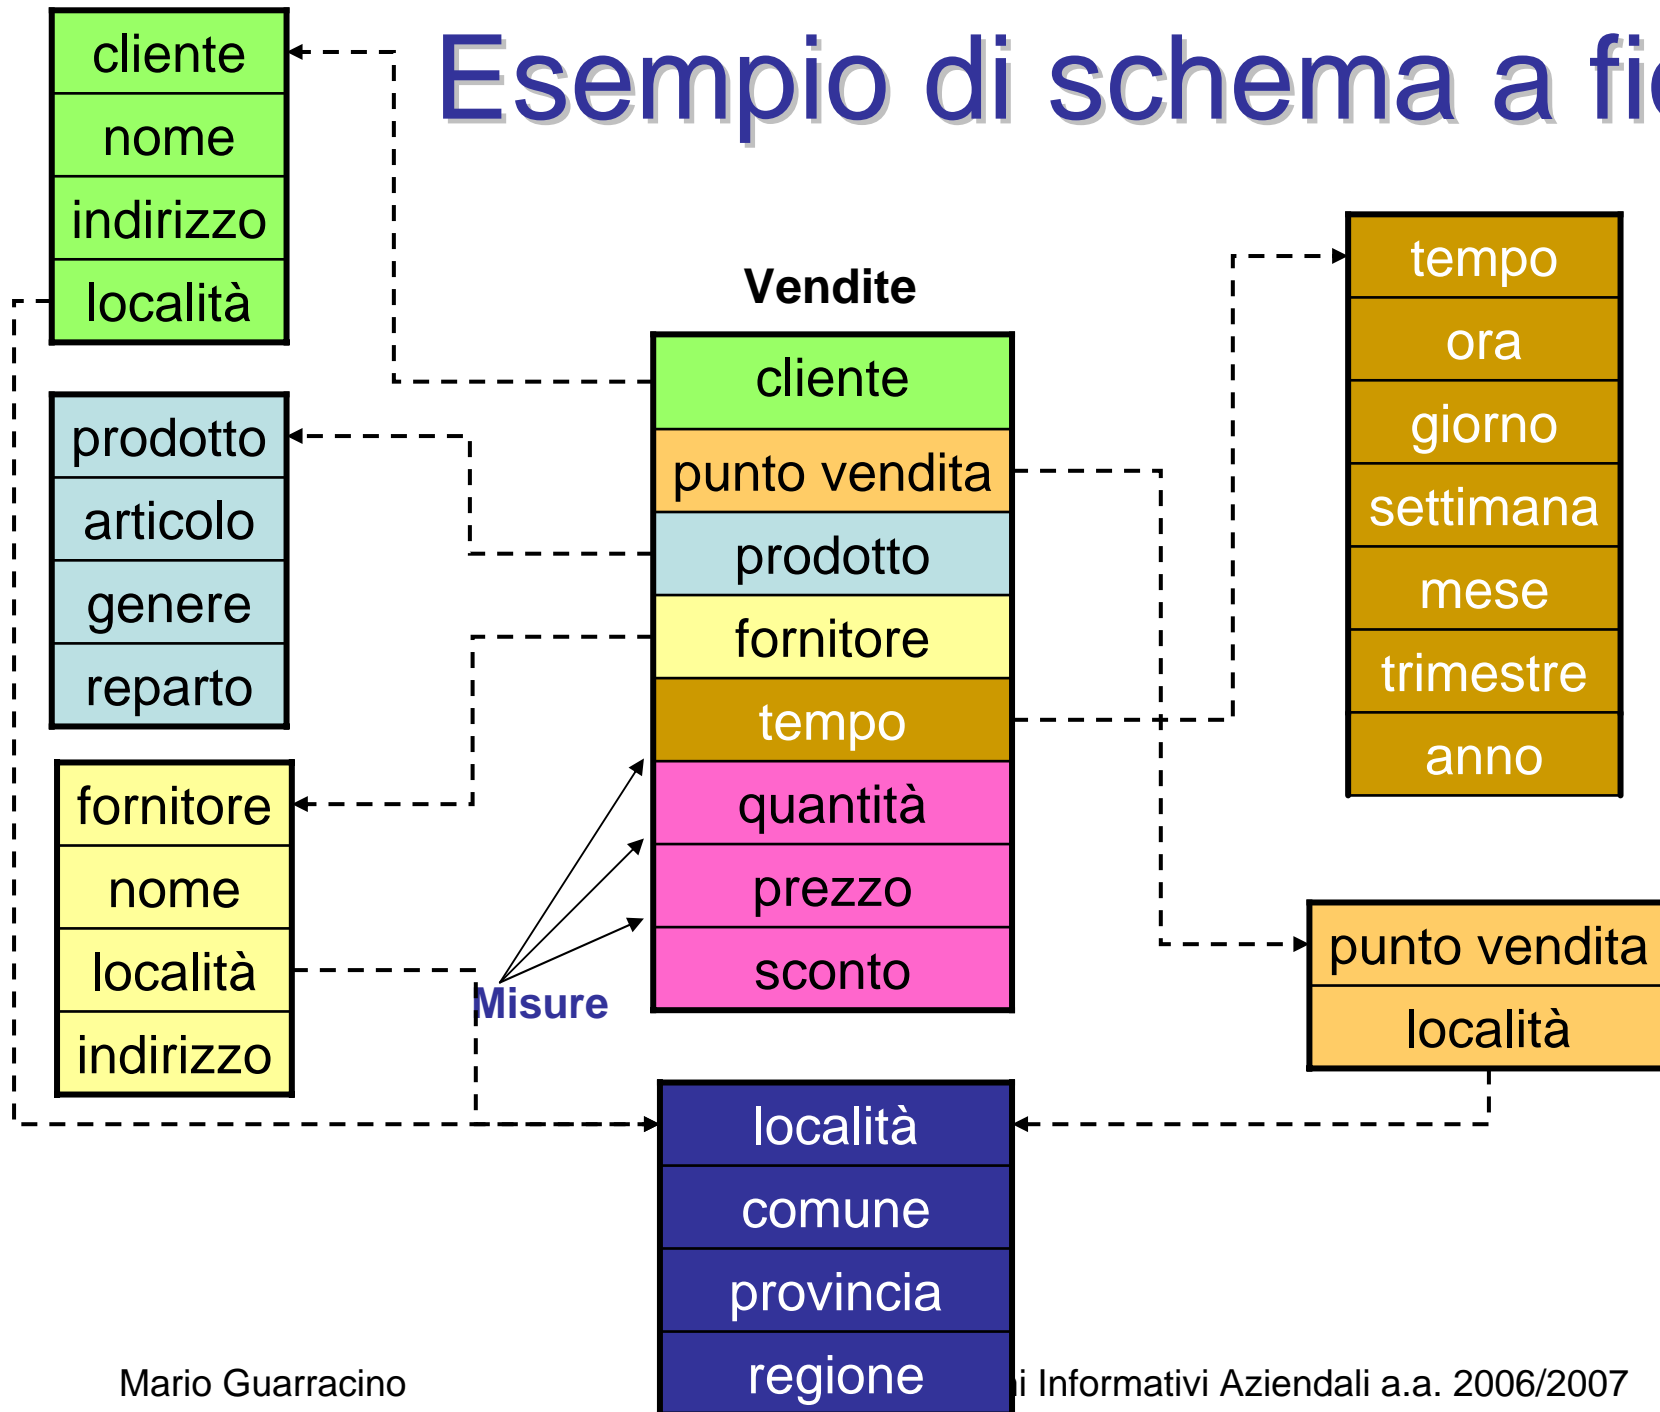 Esempio di schema a
cliente
nome
indirizzo
località
prodotto
articolo
genere
reparto
fornitore
nome
località
indirizzo
Vendite
cliente
punto vendita
prodotto
fornitore
tempo
quantità
prezzo
sconto
Misure
tempo
ora
giorno
settimana
mese
trimestre
anno
punto vendita
località
località
comune
provincia
regione
Mario Guarracino
Informativi Aziendali a.a. 2006/2007